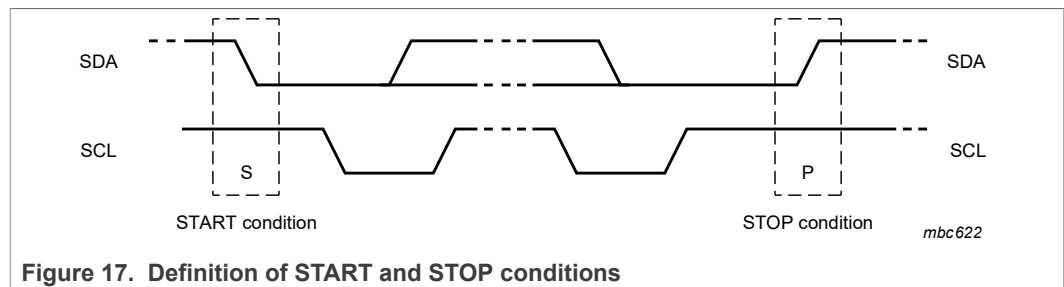 SDA
SDA
SCL
SCL
S
P
START condition
STOP condition
mbc622
Figure 17. Definition of START and STOP conditions